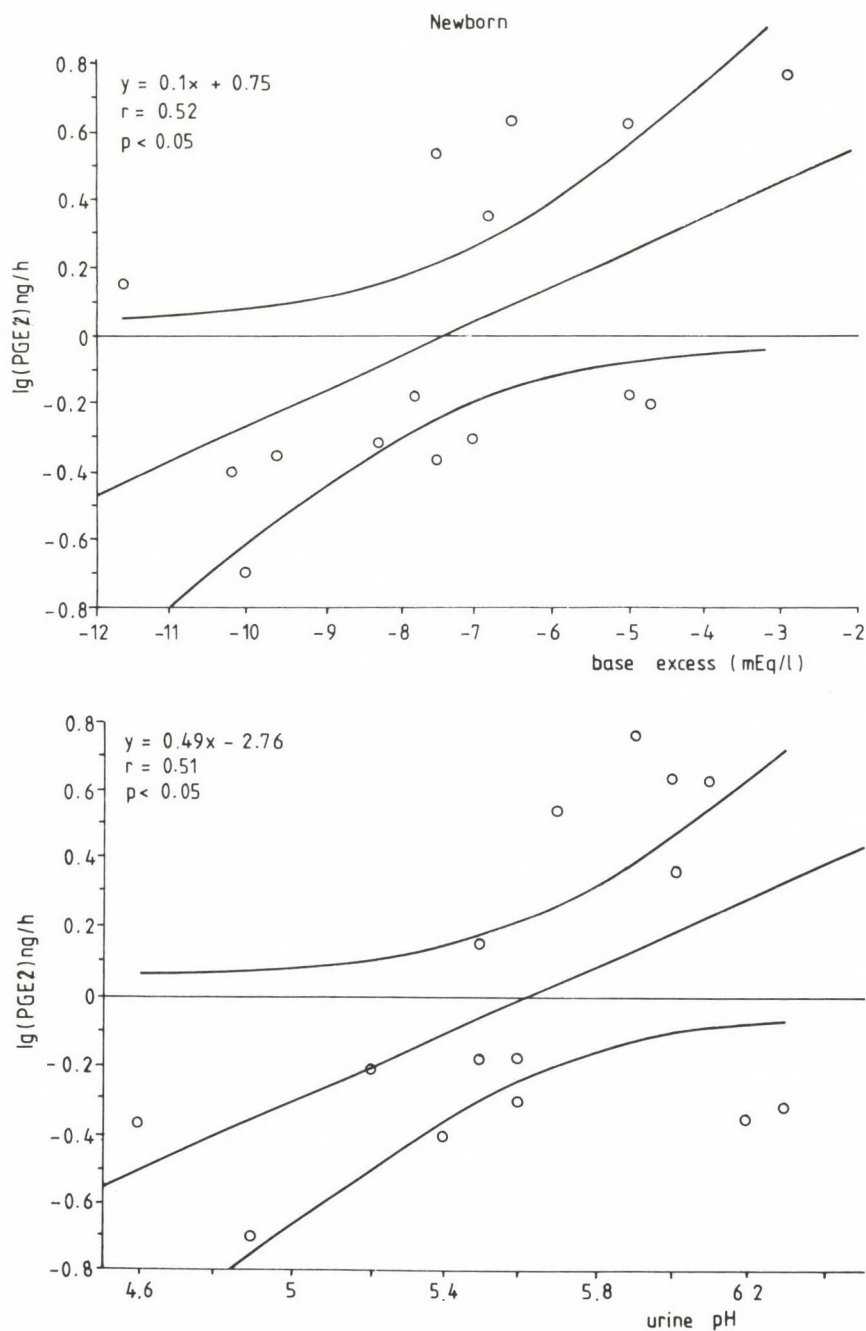 Newborn
y = 0.1x + 0.75
r = 0.52
p < 0.05
lg(PGE2)ng/h
0.8
0.6
0.4
0.2
0
-0.2
-0.4
-0.6
-0.8
-12 -11 -10 -9 -8 -7 -6 -5 -4 -3 -2
base excess (mEq/l)
y = 0.49x - 2.76
r = 0.51
p< 0.05
lg(PGE2)ng/h
0.8
0.6
0.4
0.2
0
-0.2
-0.4
-0.6
-0.8
4.6 5 5.4 5.8 6.2
urine pH